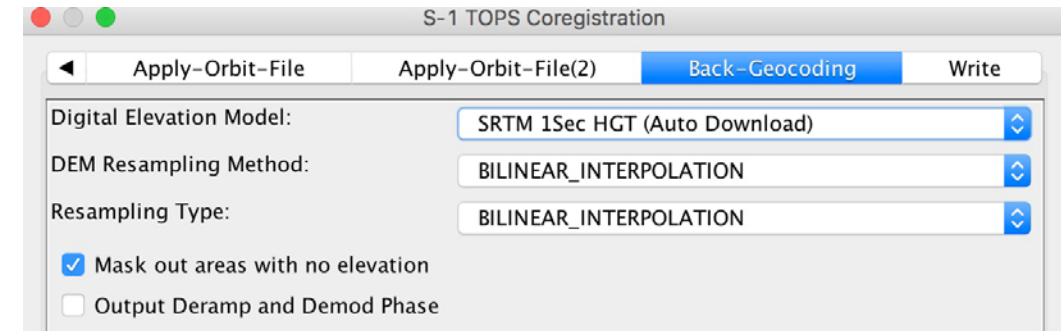 S-1 TOPS Coregistration
◀ Apply-Orbit-File Apply-Orbit-File(2) Back-Geocoding Write
Digital Elevation Model: SRTM 1Sec HGT (Auto Download)
DEM Resampling Method: BILINEAR_INTERPOLATION
Resampling Type: BILINEAR_INTERPOLATION
Mask out areas with no elevation
Output Deramp and Demod Phase